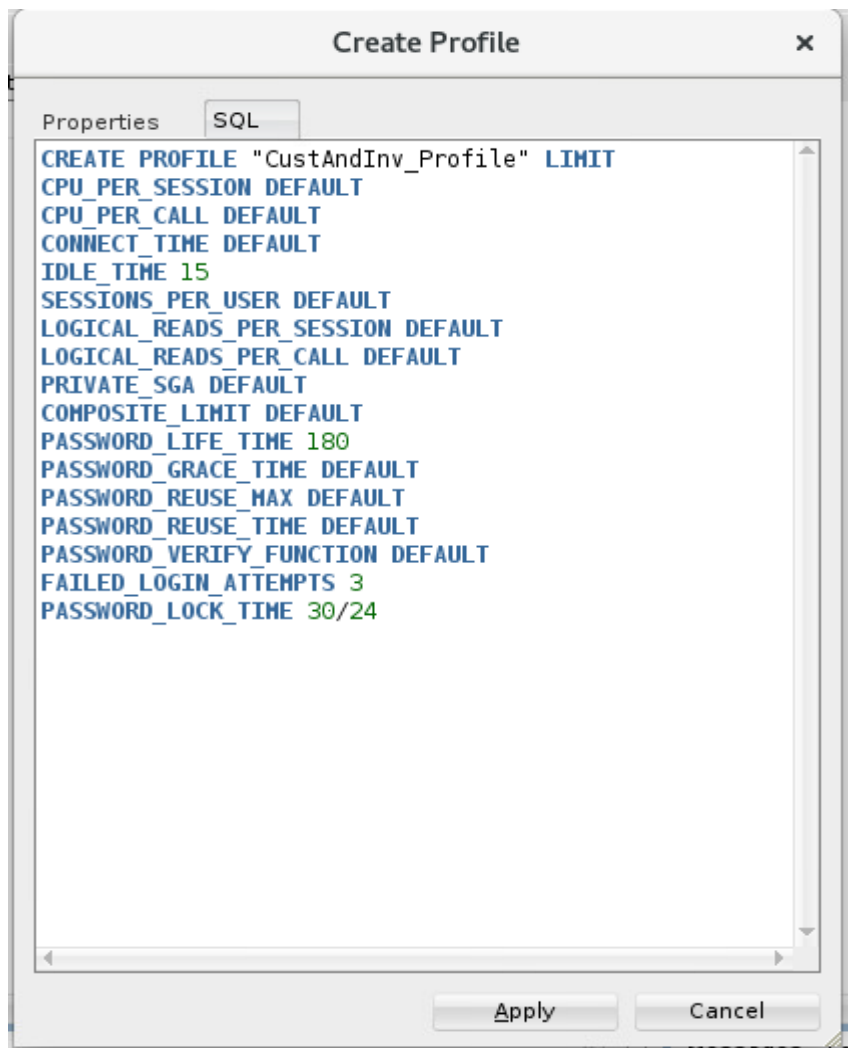 Create Profile
Properties SQL
CREATE PROFILE "CustAndInv_Profile" LIMIT
CPU_PER_SESSION DEFAULT
CPU_PER_CALL DEFAULT
CONNECT_TIME DEFAULT
IDLE_TIME 15
SESSIONS_PER_USER DEFAULT
LOGICAL_READS_PER_SESSION DEFAULT
LOGICAL_READS_PER_CALL DEFAULT
PRIVATE_SGA DEFAULT
COMPOSITE_LIMIT DEFAULT
PASSWORD_LIFE_TIME 180
PASSWORD_GRACE_TIME DEFAULT
PASSWORD_REUSE_MAX DEFAULT
PASSWORD_REUSE_TIME DEFAULT
PASSWORD_VERIFY_FUNCTION DEFAULT
FAILED_LOGIN_ATTEMPTS 3
PASSWORD_LOCK_TIME 30/24
Apply Cancel